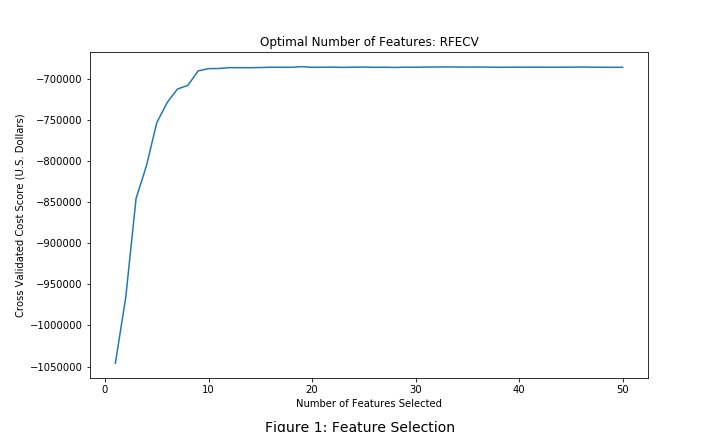 Optimal Number of Features: RFECV
Cross Validated Cost Score (U.S. Dollars)
−700000
−750000
−800000
−850000
−900000
−950000
−1000000
−1050000
0 10 20 30 40 50
Number of Features Selected
Figure 1: Feature Selection